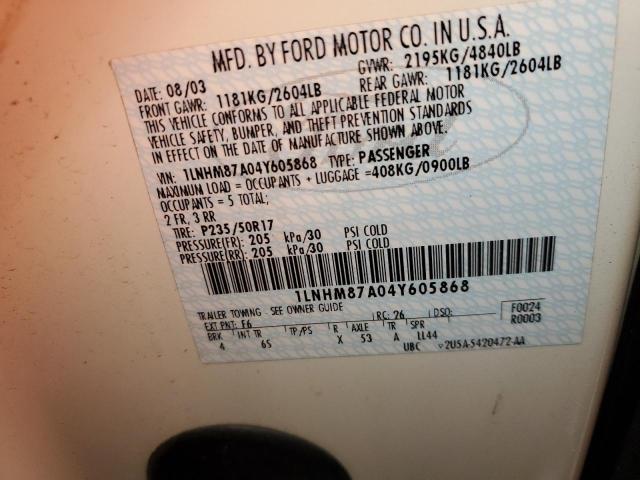 MFD. BY FORD MOTOR CO. IN U.S.A.
DATE: 08/03 GVWR: 2195KG/4840LB
FRONT GAWR: 1181KG/2604LB REAR GAWR: 1181KG/2604LB
THIS VEHICLE CONFORMS TO ALL APPLICABLE FEDERAL MOTOR
VEHICLE SAFETY, BUMPER, AND THEFT PREVENTION STANDARDS
IN EFFECT ON THE DATE OF MANUFACTURE SHOWN ABOVE.
VIN: 1LNHM87A04Y605868 TYPE: PASSENGER
MAXIMUM LOAD = OCCUPANTS + LUGGAGE = 408KG/0900LB
OCCUPANTS = 5 TOTAL;
2 FR, 3 RR
TIRE: P235/50R17
PRESSURE(FR): 205 kPa/30 PSI COLD
PRESSURE(RR): 205 kPa/30 PSI COLD
1LNHM87A04Y605868
TRAILER TOWING - SEE OWNER GUIDE
F0024
EXT PNT: F6 RC: 26 DSO:
R0003
BRK INT TR TP/PS R AXLE TR SPR
4 65 X 53 A LL44
UBC 2U5A-5420472-AA